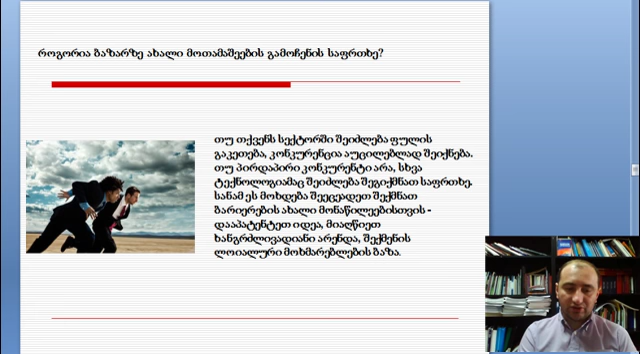 როგორია ბაზარზე ახალი მოთამაშეების გამოჩენის საფრთხე?
თუ თქვენს სექტორში შეიძლება ფულის
გაკეთება, კონკურენცია აუცილებლად შეიქნება.
თუ პირდაპირი კონკურენტი არა, სხვა
ტექნოლოგიამაც შეიძლება შეგიქმნათ საფრთხე.
სანამ ეს მოხდება შეეცადეთ შექმნათ
ბარიერების ახალი მონაწილეებისთვის -
დააპატენტეთ იდეა, მიაღწიეთ
ხანგრძლივვადიანი არენდა, შექმენის
ლოიალური მომხმარებლების ბაზა.